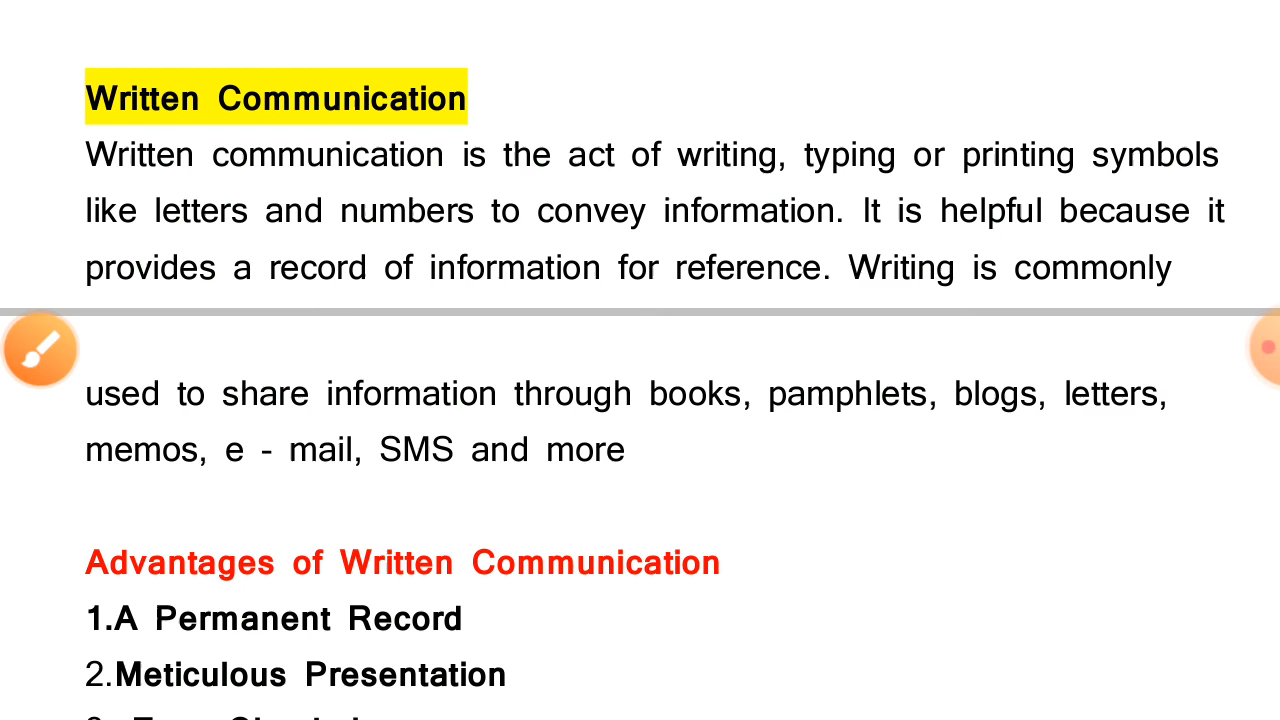 Written Communication
Written communication is the act of writing, typing or printing symbols
like letters and numbers to convey information. It is helpful because it
provides a record of information for reference. Writing is commonly
used to share information through books, pamphlets, blogs, letters,
memos, e - mail, SMS and more
Advantages of Written Communication
1.A Permanent Record
2.Meticulous Presentation